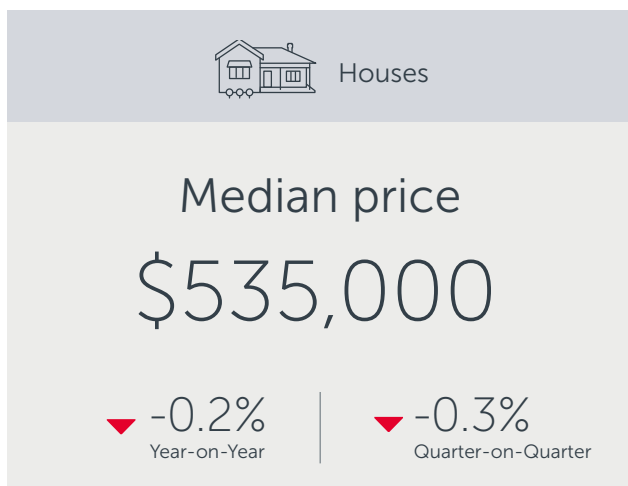 Houses
Median price
$535,000
-0.2% -0.3%
Year-on-Year Quarter-on-Quarter